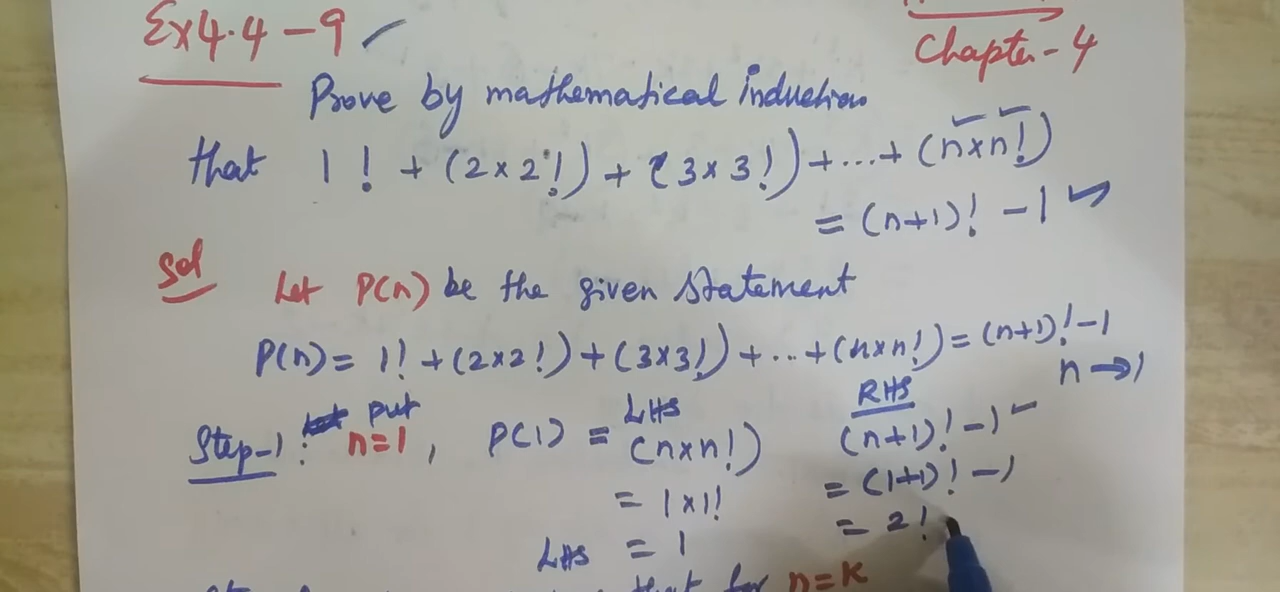 Ex4.4-9
Chapter-4
Prove by mathematical Induction
that 1! + (2×2!) + (3×3!) + ... + (n×n!)
= (n+1)! - 1
Sol Let P(n) be the given statement
P(n) = 1! + (2×2!) + (3×3!) + ... + (n×n!) = (n+1)! - 1
n → 1
Step-1: put n=1, P(1) = LHS RHS
(n×n!) (n+1)! - 1
= 1×1! = (1+1)! - 1
LHS = 1 = 2!
that for n=k